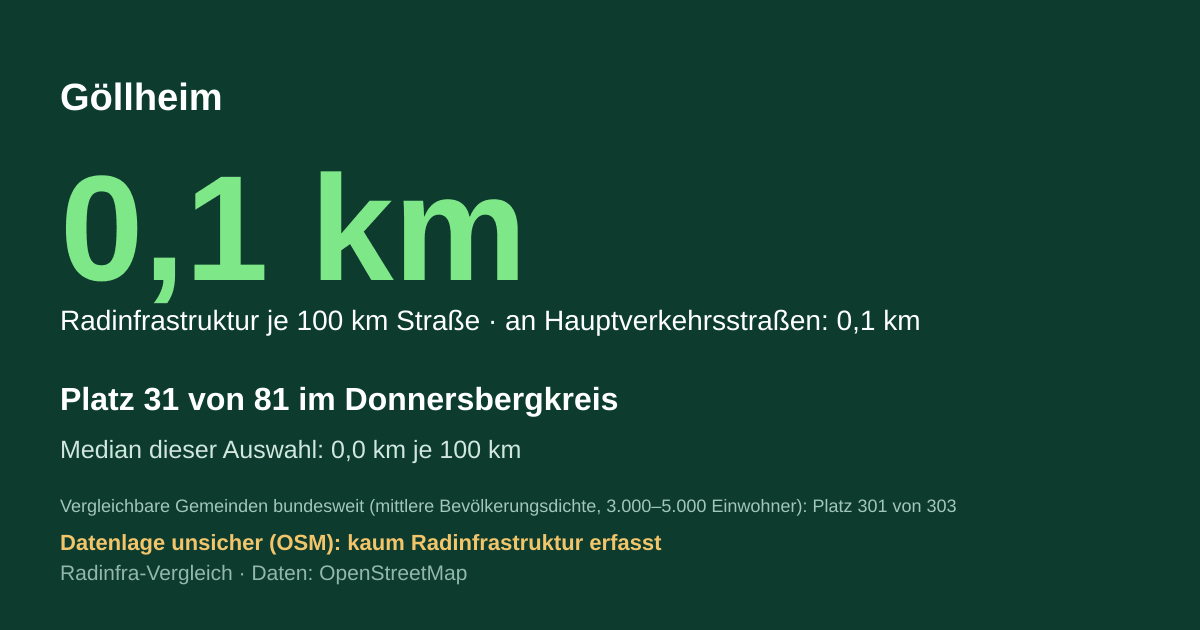 Göllheim
0,1 km
Radinfrastruktur je 100 km Straße · an Hauptverkehrsstraßen: 0,1 km
Platz 31 von 81 im Donnersbergkreis
Median dieser Auswahl: 0,0 km je 100 km
Vergleichbare Gemeinden bundesweit (mittlere Bevölkerungsdichte, 3.000–5.000 Einwohner): Platz 301 von 303
Datenlage unsicher (OSM): kaum Radinfrastruktur erfasst
Radinfra-Vergleich · Daten: OpenStreetMap